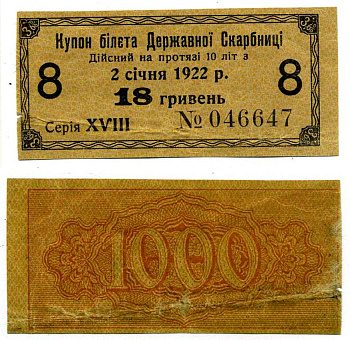 Купон білета Державної Скарбниці
Дійсний на протязі 10 літ з
8 2 січня 1922 р. 8
18 гривень
Серія XVIII № 046647
1000